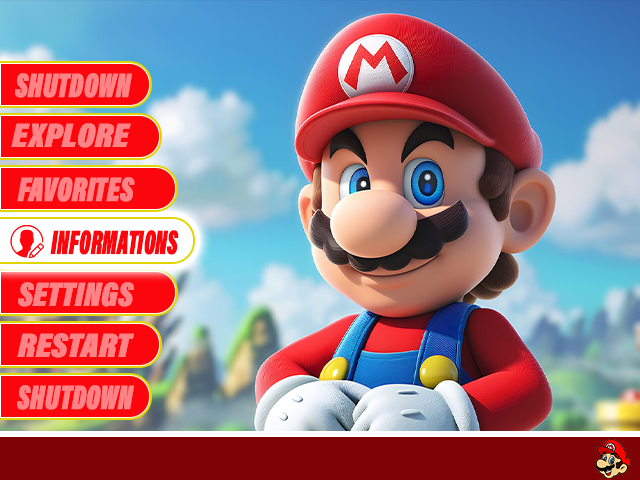 M
SHUTDOWN
EXPLORE
FAVORITES
INFORMATIONS
SETTINGS
RESTART
SHUTDOWN